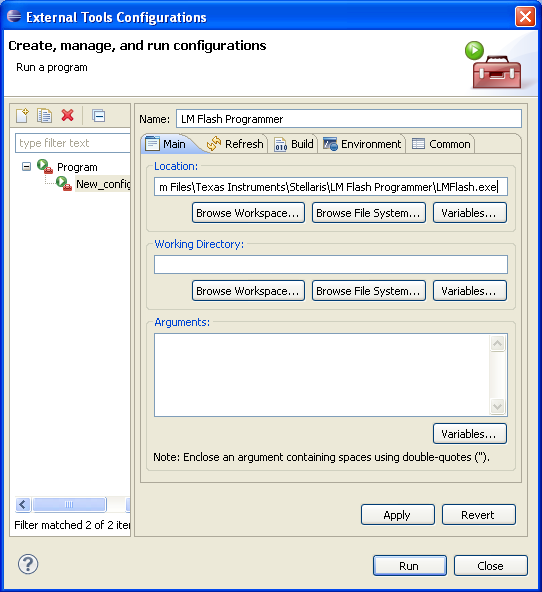 External Tools Configurations
Create, manage, and run configurations
Run a program
type filter text
Program
New_config
Filter matched 2 of 2 iter
Name: LM Flash Programmer
Main Refresh 010 Build Environment Common
Location:
m Files\Texas Instruments\Stellaris\LM Flash Programmer\LMFlash.exe
Browse Workspace... Browse File System... Variables...
Working Directory:
Browse Workspace... Browse File System... Variables...
Arguments:
Variables...
Note: Enclose an argument containing spaces using double-quotes (").
Apply Revert
? Run Close